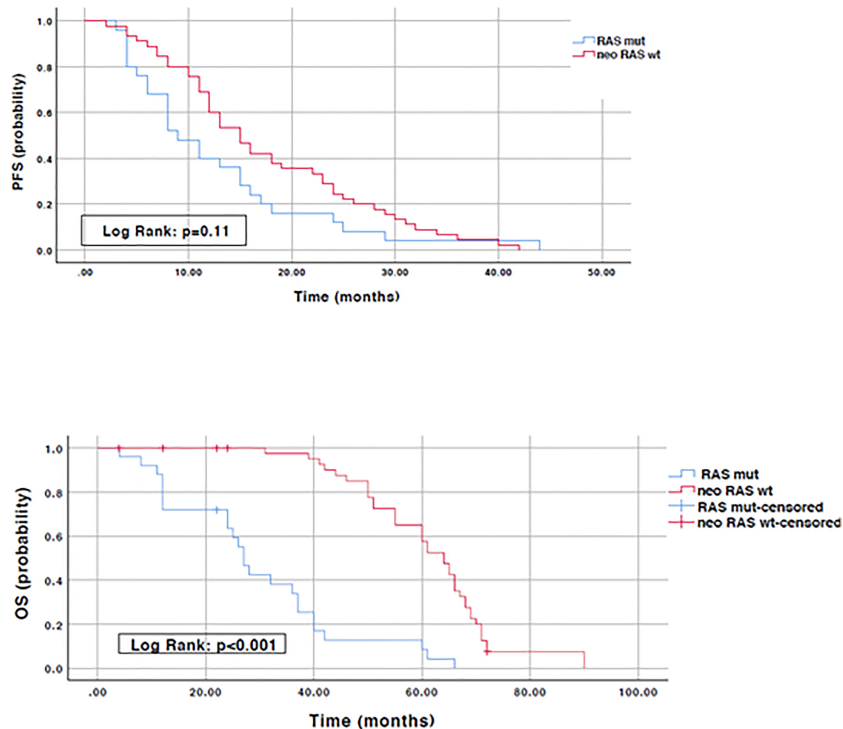 1.0
0.8
0.6
0.4
0.2
0.0
PFS (probability)
RAS mut
neo RAS wt
Log Rank: p=0.11
.00 10.00 20.00 30.00 40.00 50.00
Time (months)
1.0
0.8
0.6
0.4
0.2
0.0
OS (probability)
RAS mut
neo RAS wt
RAS mut-censored
neo RAS wt-censored
Log Rank: p<0.001
.00 20.00 40.00 60.00 80.00 100.00
Time (months)